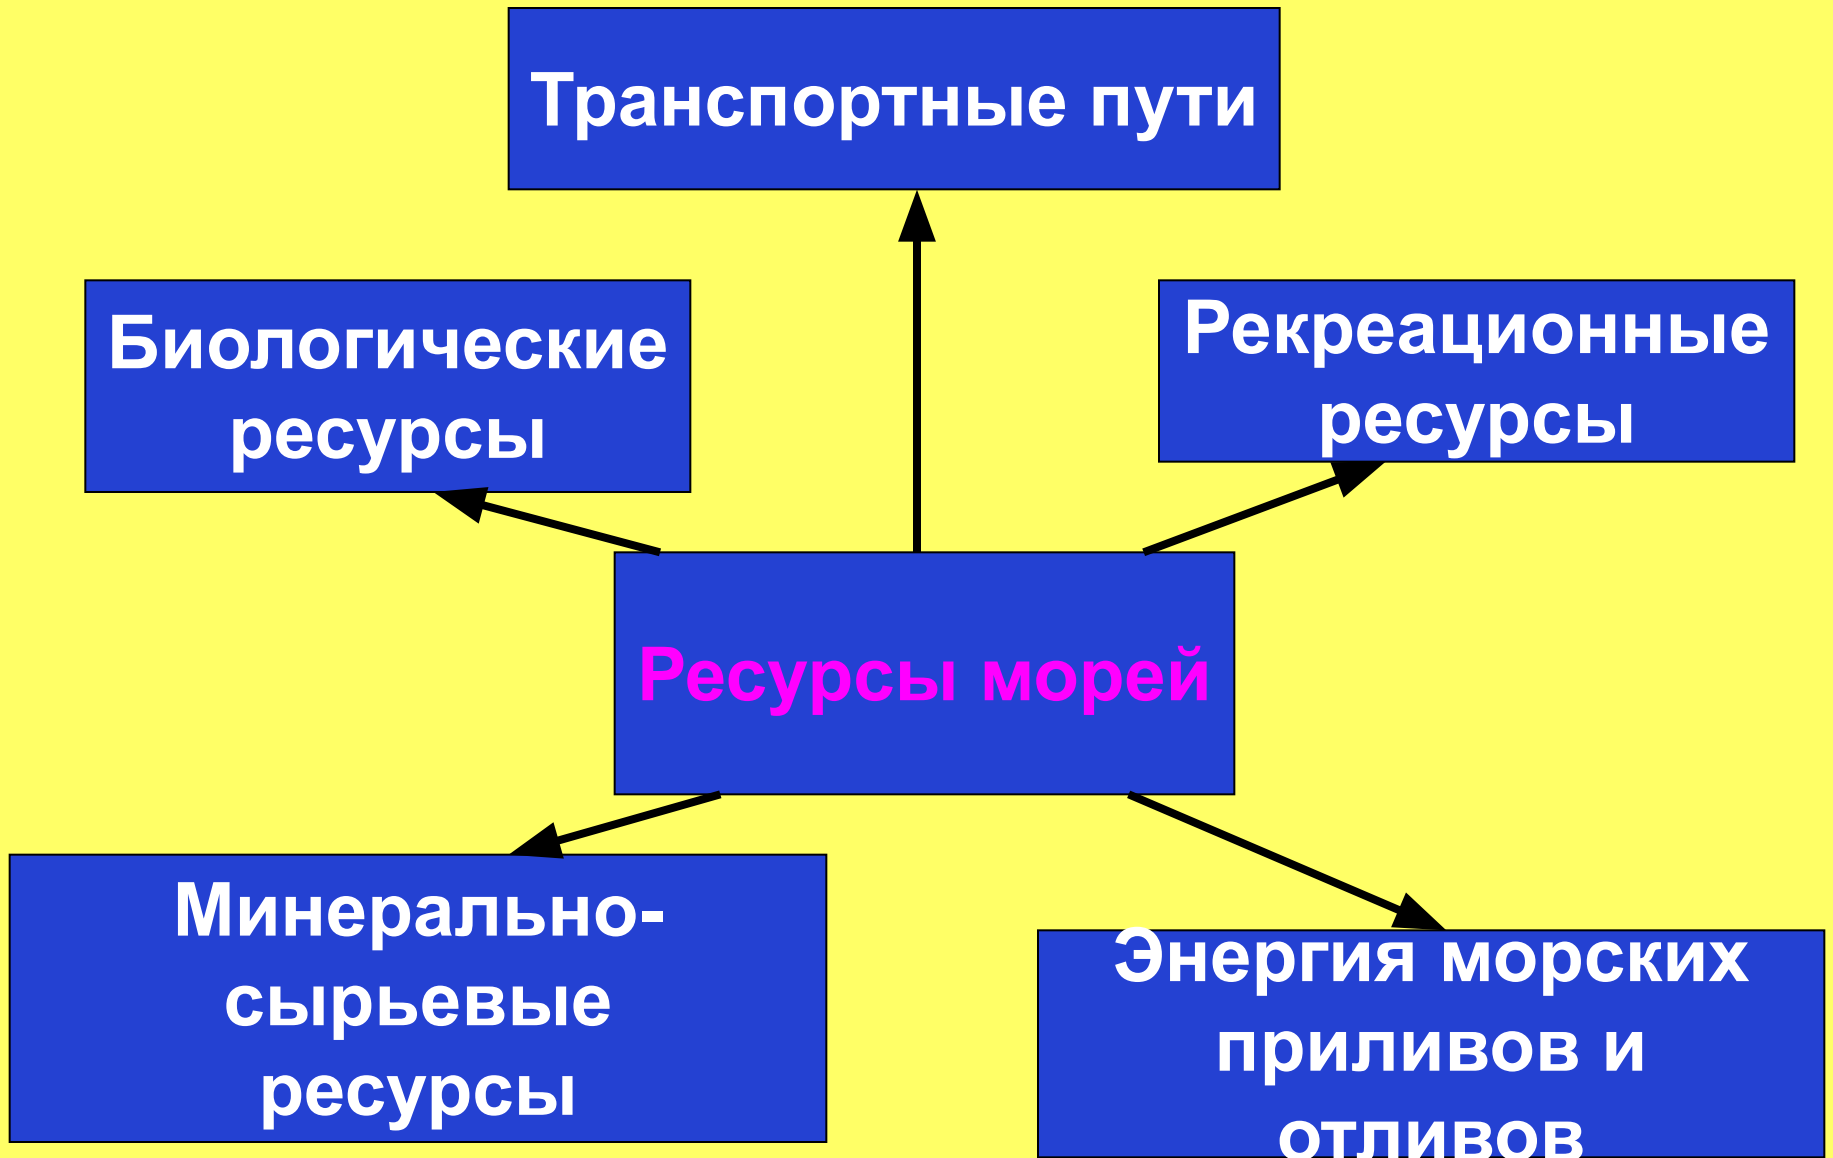 Транспортные пути
Биологические
ресурсы
Рекреационные
ресурсы
Ресурсы морей
Минерально-
сырьевые
ресурсы
Энергия морских
приливов и
отливов